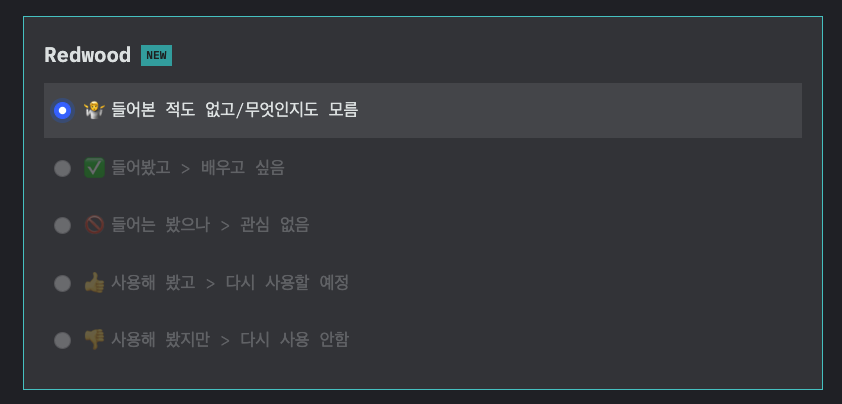 Redwood NEW
🤷 들어본 적도 없고/무엇인지도 모름
✅ 들어봤고 > 배우고 싶음
🚫 들어는 봤으나 > 관심 없음
👍 사용해 봤고 > 다시 사용할 예정
👎 사용해 봤지만 > 다시 사용 안함